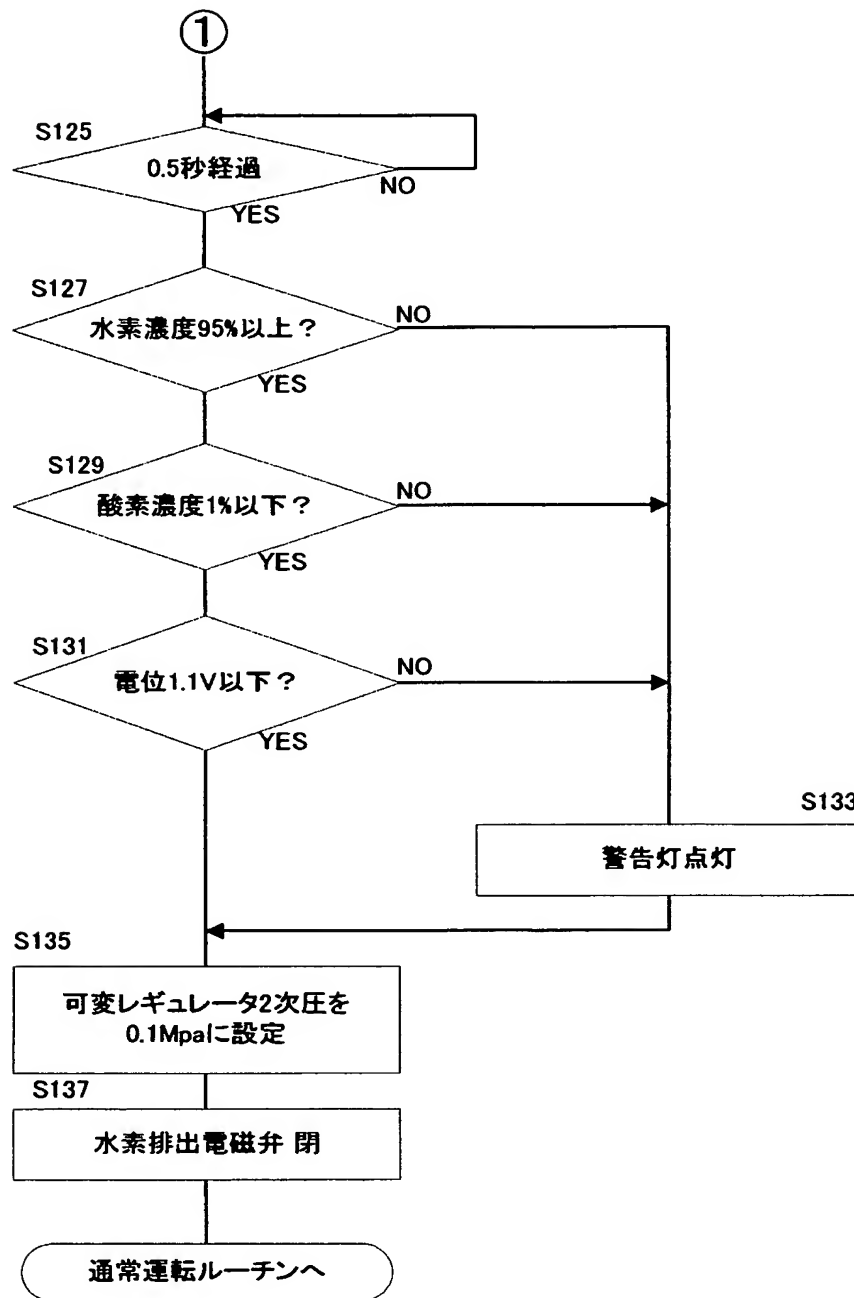 ①
S125
0.5秒経過
NO
YES
S127
水素濃度95%以上？
NO
YES
S129
酸素濃度1%以下？
NO
YES
S131
電位1.1V以下？
NO
YES
S133
警告灯点灯
S135
可変レギュレータ2次圧を
0.1Mpaに設定
S137
水素排出電磁弁 閉
通常運転ルーチンへ